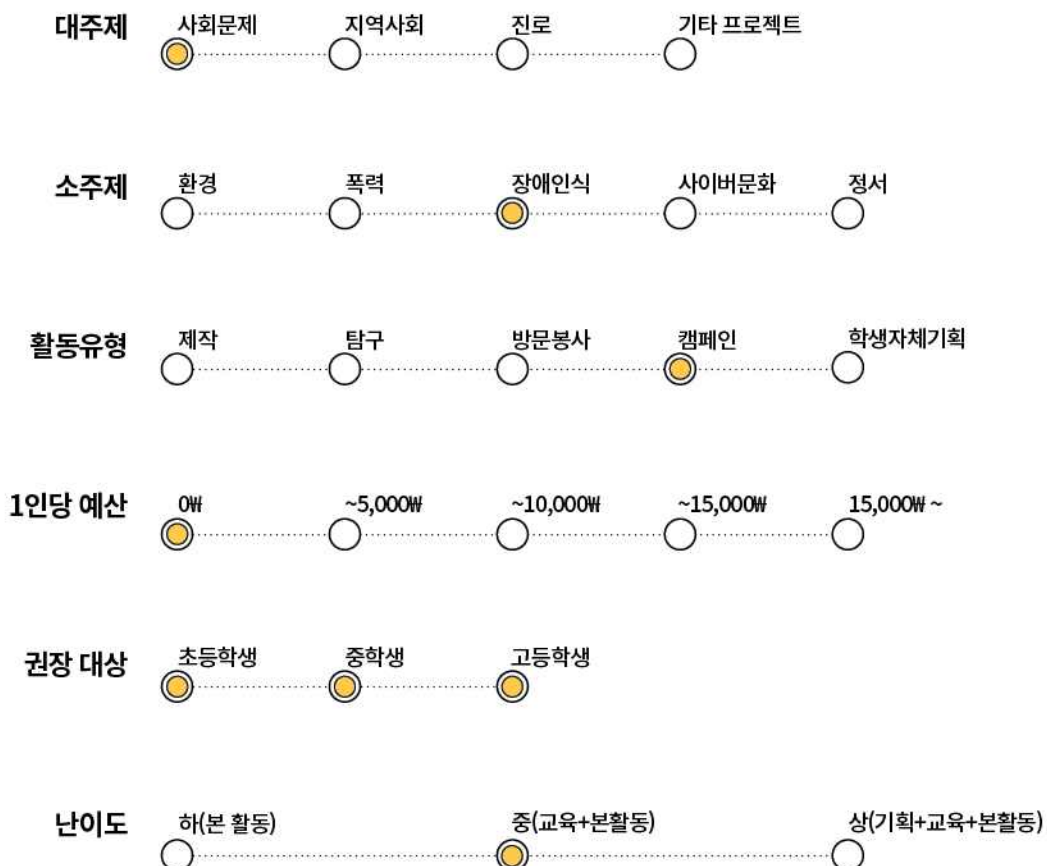 대주제 사회문제 지역사회 진로 기타 프로젝트
소주제 환경 폭력 장애인식 사이버문화 정서
활동유형 제작 탐구 방문봉사 캠페인 학생자체기획
1인당 예산 0₩ ~5,000₩ ~10,000₩ ~15,000₩ 15,000₩ ~
권장 대상 초등학생 중학생 고등학생
난이도 하(본 활동) 중(교육+본활동) 상(기획+교육+본활동)